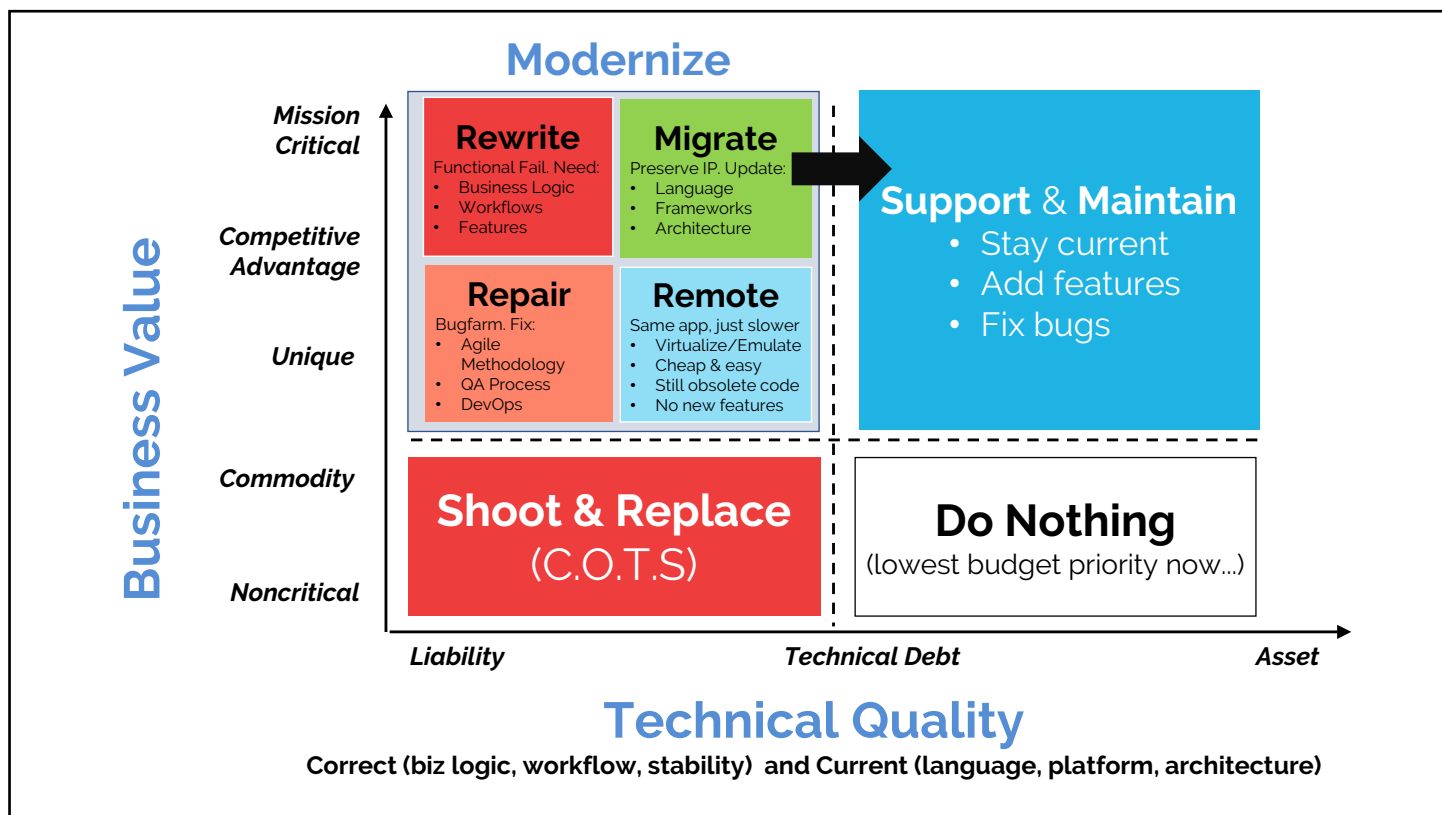 Modernize
Mission
Critical
Competitive
Advantage
Unique
Commodity
Noncritical
Business Value
Rewrite
Functional Fail. Need:
• Business Logic
• Workflows
• Features
Migrate
Preserve IP. Update:
• Language
• Frameworks
• Architecture
Repair
Bugfarm. Fix:
• Agile
Methodology
• QA Process
• DevOps
Remote
Same app, just slower
• Virtualize/Emulate
• Cheap & easy
• Still obsolete code
• No new features
Support & Maintain
• Stay current
• Add features
• Fix bugs
Shoot & Replace
(C.O.T.S)
Do Nothing
(lowest budget priority now...)
Liability
Technical Debt
Asset
Technical Quality
Correct (biz logic, workflow, stability) and Current (language, platform, architecture)